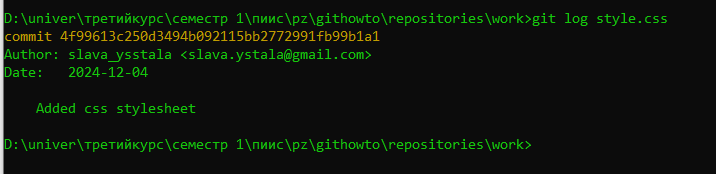 D:\univer\третийкурс\семестр 1\пиис\pz\githowto\repositories\work>git log style.css
commit 4f99613c250d3494b092115bb2772991fb99b1a1
Author: slava_ysstala <slava.ystala@gmail.com>
Date:   2024-12-04
    Added css stylesheet
D:\univer\третийкурс\семестр 1\пиис\pz\githowto\repositories\work>